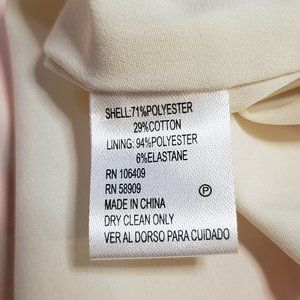 SHELL:71%POLYESTER
29%COTTON
LINING: 94%POLYESTER
6%ELASTANE
RN 106409
RN 58909
P
MADE IN CHINA
DRY CLEAN ONLY
VER AL DORSO PARA CUIDADO